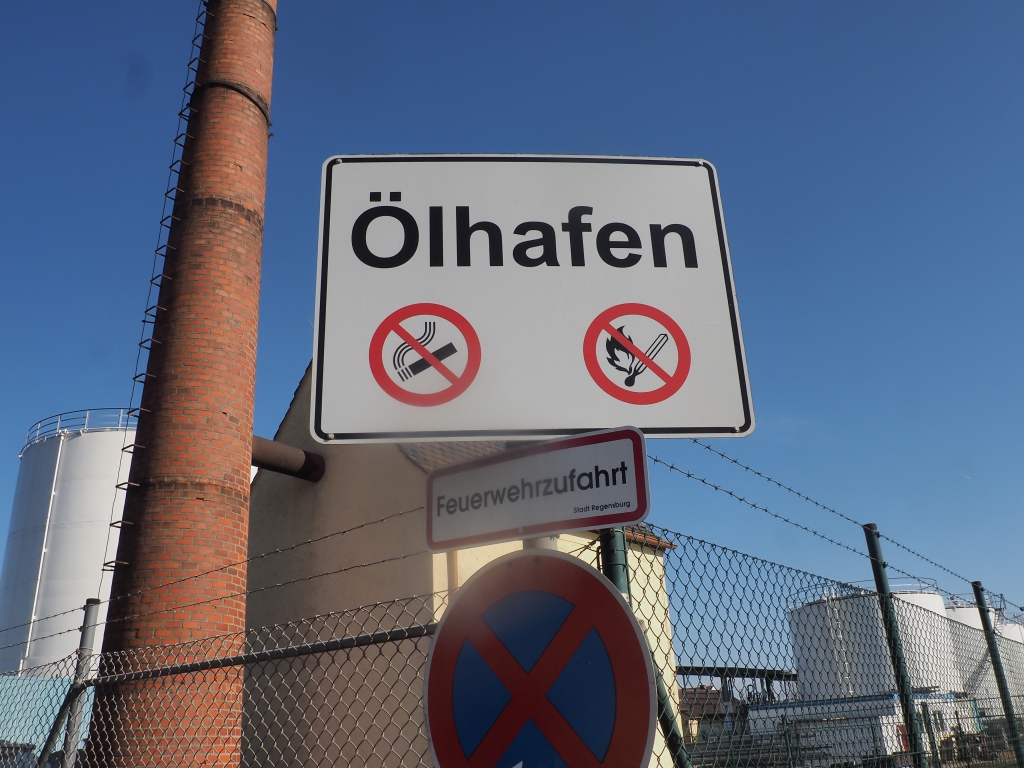 Ölhafen
Feuerwehrzufahrt
Stadt Regensburg